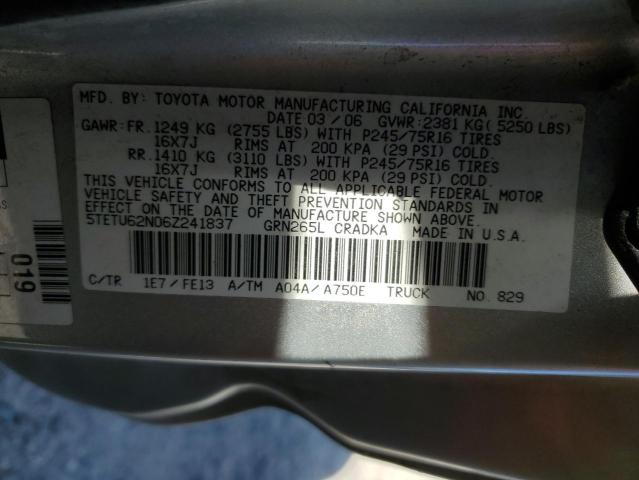 MFD. BY: TOYOTA MOTOR MANUFACTURING CALIFORNIA INC.
DATE 03 / 06 GVWR: 2381 KG ( 5250 LBS)
GAWR: FR. 1249 KG (2755 LBS) WITH P245/75R16 TIRES
16X7J RIMS AT 200 KPA (29 PSI) COLD.
RR. 1410 KG (3110 LBS) WITH P245/75R16 TIRES
16X7J RIMS AT 200 KPA (29 PSI) COLD.
THIS VEHICLE CONFORMS TO ALL APPLICABLE FEDERAL MOTOR
VEHICLE SAFETY AND THEFT PREVENTION STANDARDS IN
EFFECT ON THE DATE OF MANUFACTURE SHOWN ABOVE.
5TETU62N06Z241837 GRN265L CRADKA MADE IN U.S.A.
C/TR 1E7 / FE13 A/TM A04A / A750E TRUCK NO. 829
019